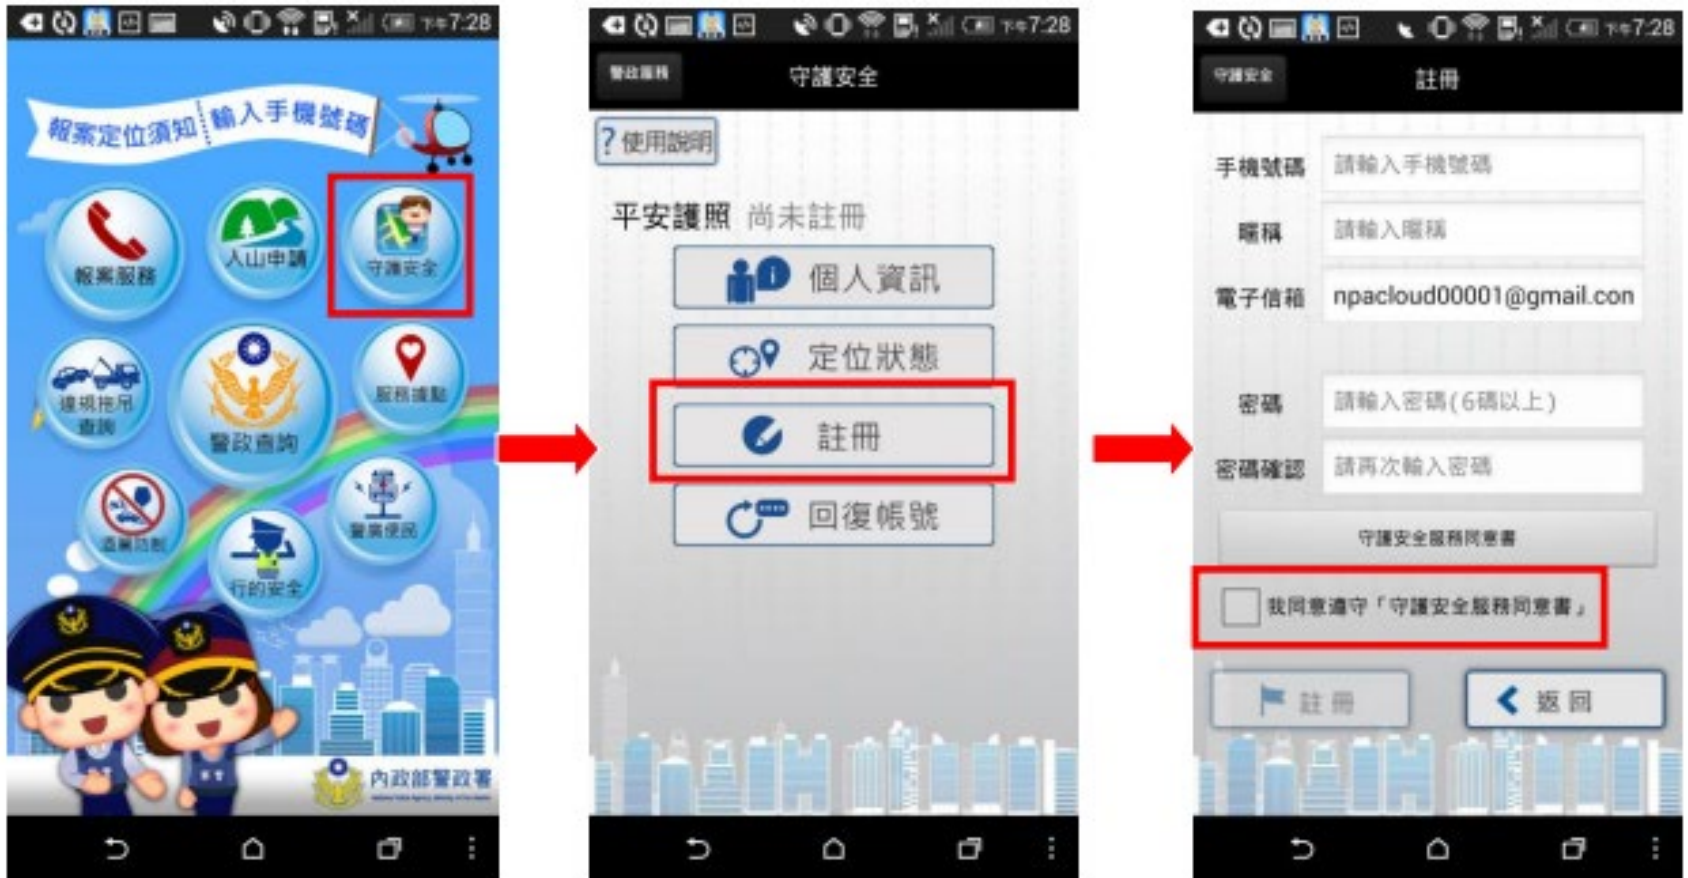 下午7:28
報案定位須知 輸入手機號碼
報案服務
入山申請
守護安全
違規拖吊
查詢
警政查詢
服務據點
酒駕防制
行的安全
警廣便民
內政部警政署
下午7:28
警政服務
守護安全
?使用說明
平安護照 尚未註冊
個人資訊
定位狀態
註冊
回復帳號
下午7:28
守護安全
註冊
手機號碼 請輸入手機號碼
暱稱 請輸入暱稱
電子信箱 npacloud00001@gmail.con
密碼 請輸入密碼(6碼以上)
密碼確認 請再次輸入密碼
守護安全服務同意書
我同意遵守「守護安全服務同意書」
註冊
返回